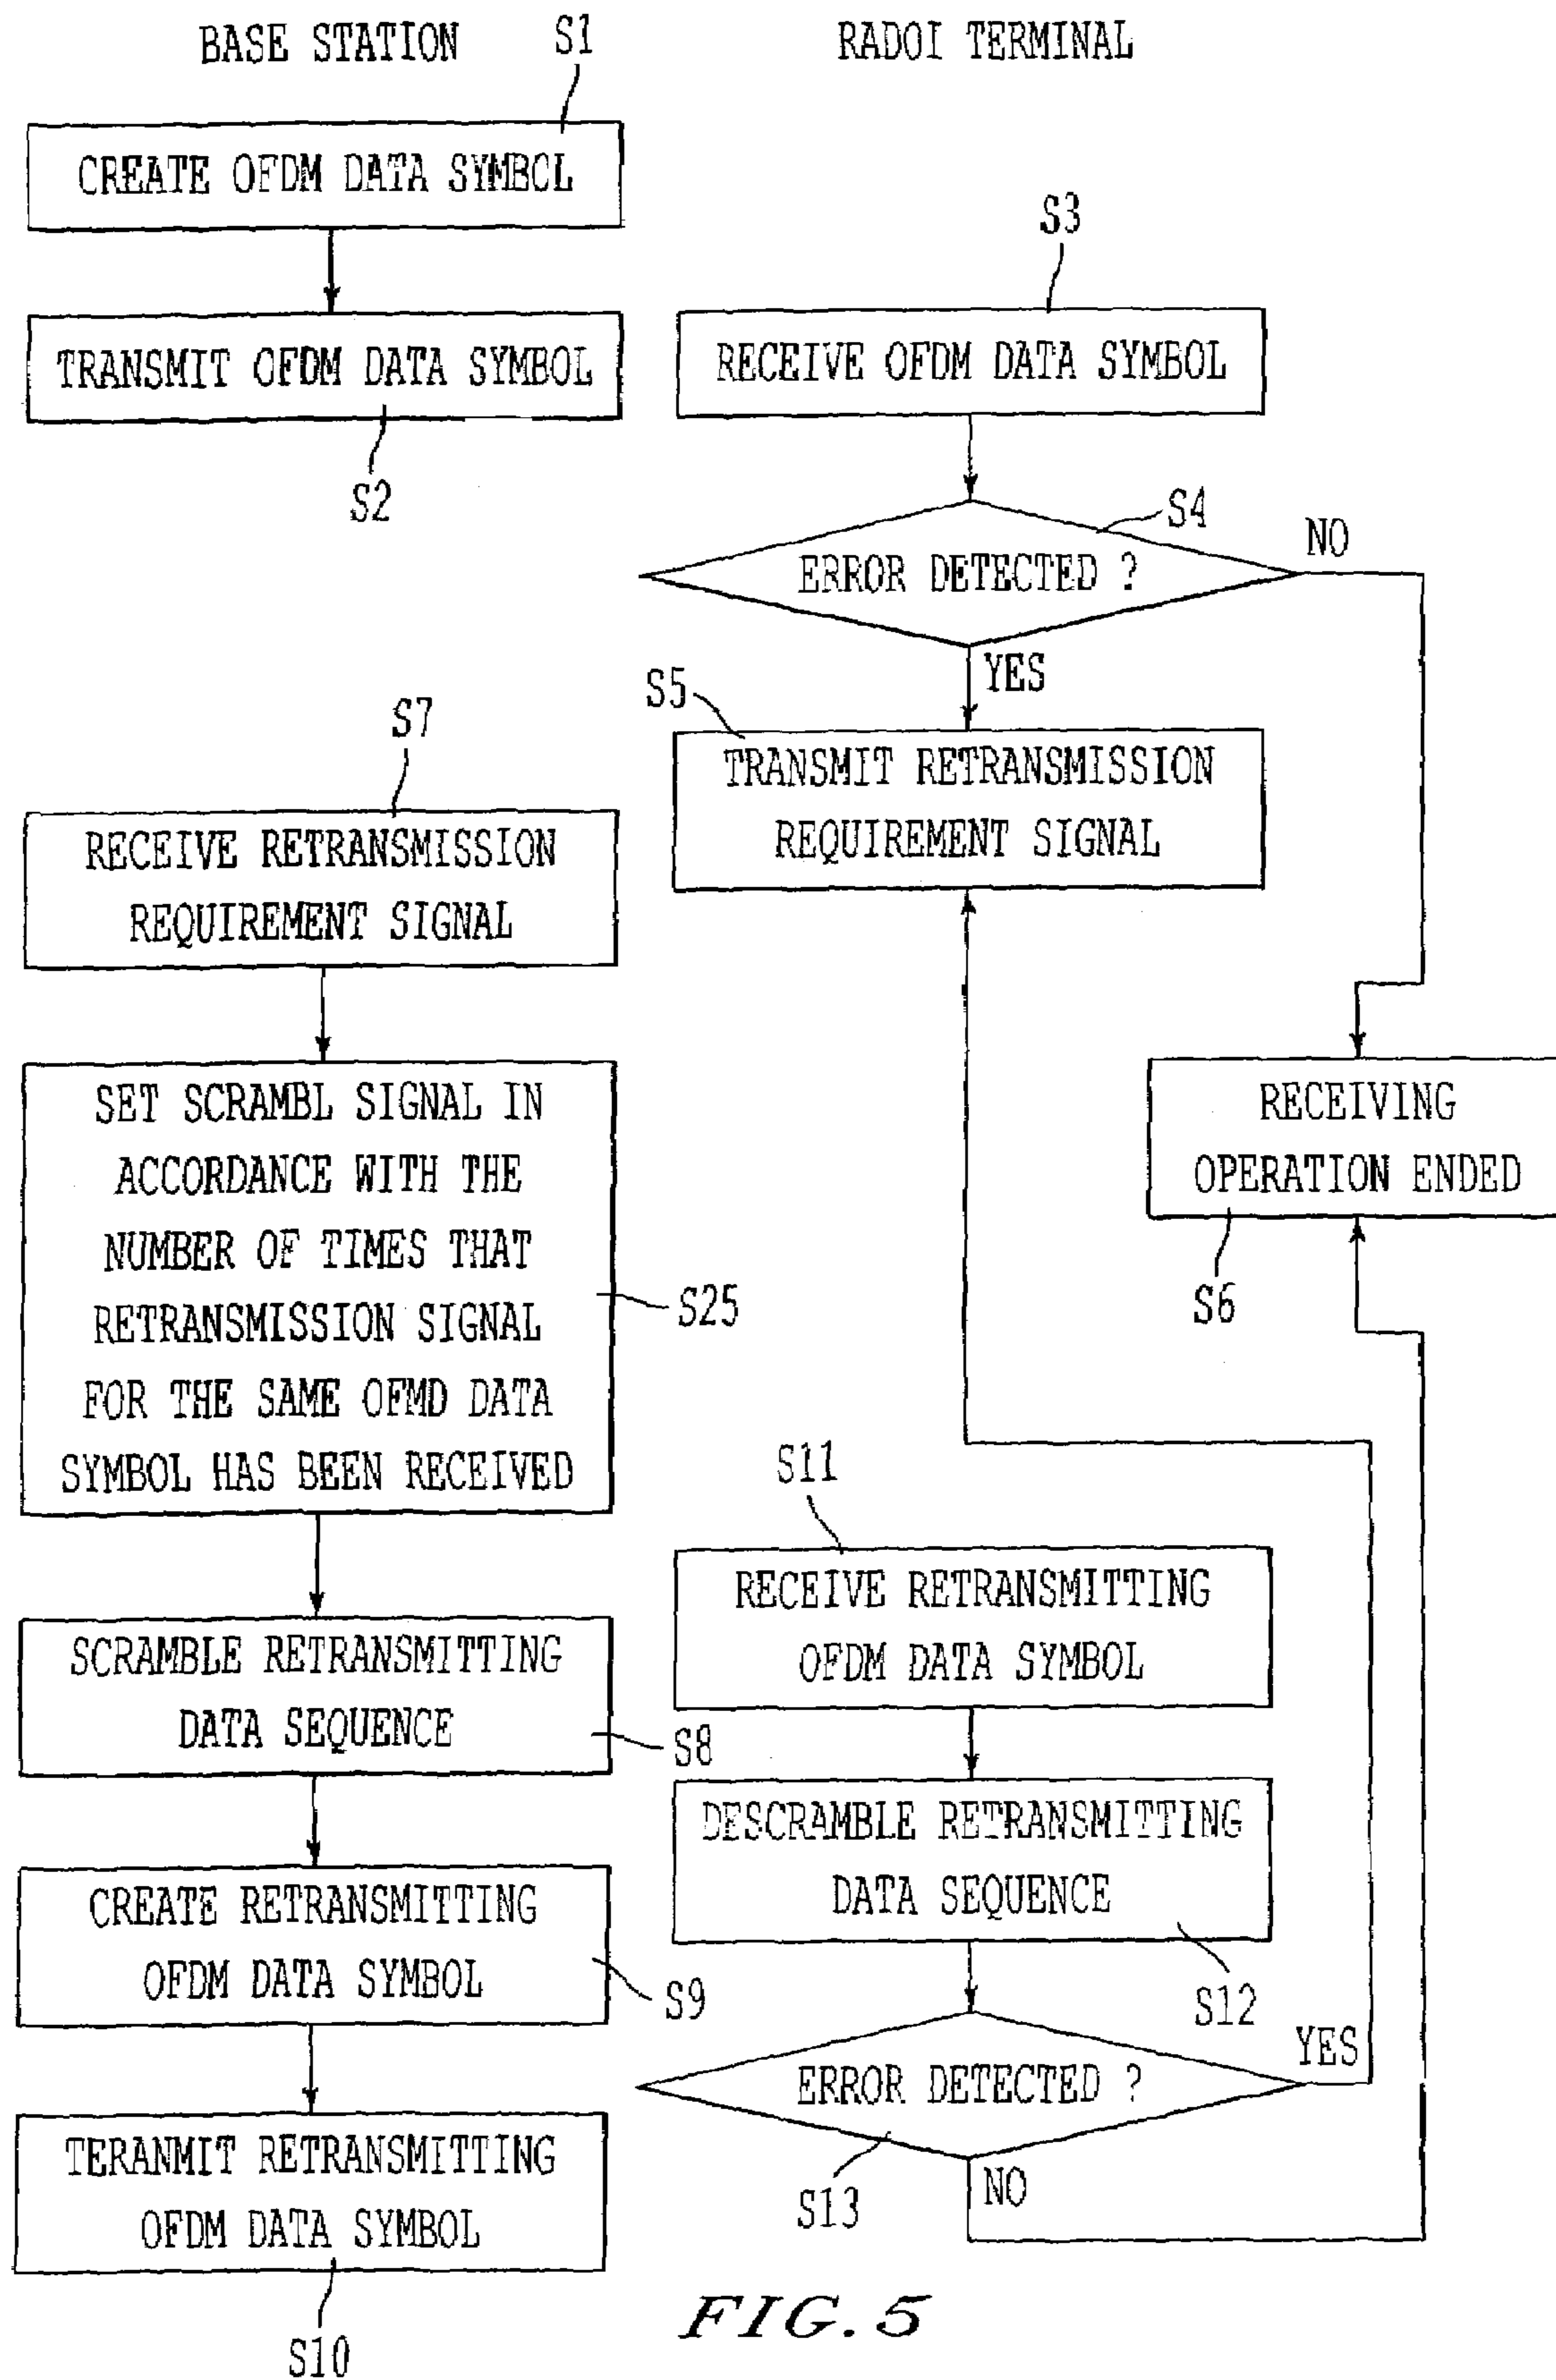 BASE STATION
S1
RADOI TERMINAL
CREATE OFDM DATA SYMBOL
S3
TRANSMIT OFDM DATA SYMBOL
S2
RECEIVE OFDM DATA SYMBOL
S4
NO
ERROR DETECTED ?
YES
S5
TRANSMIT RETRANSMISSION
REQUIREMENT SIGNAL
S7
RECEIVE RETRANSMISSION
REQUIREMENT SIGNAL
SET SCRAMBL SIGNAL IN
ACCORDANCE WITH THE
NUMBER OF TIMES THAT
RETRANSMISSION SIGNAL
FOR THE SAME OFMD DATA
SYMBOL HAS BEEN RECEIVED
S25
RECEIVING
OPERATION ENDED
S6
S11
RECEIVE RETRANSMITTING
OFDM DATA SYMBOL
SCRAMBLE RETRANSMITTING
DATA SEQUENCE
S8
DESCRAMBLE RETRANSMITTING
DATA SEQUENCE
S12
CREATE RETRANSMITTING
OFDM DATA SYMBOL
S9
YES
ERROR DETECTED ?
S13
NO
TERANMIT RETRANSMITTING
OFDM DATA SYMBOL
S10
FIG. 5